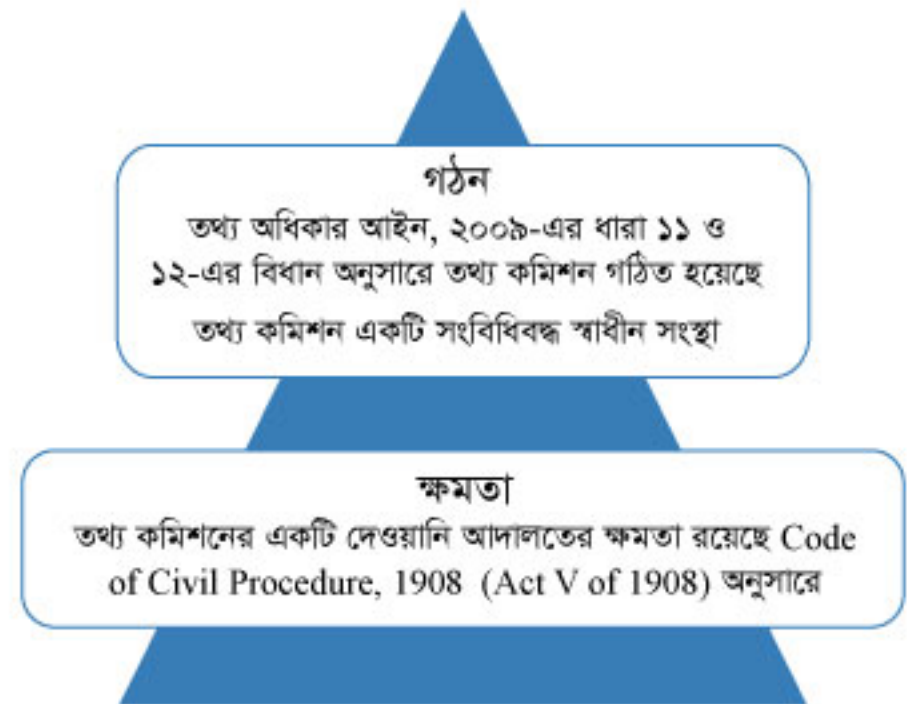 গঠন
তথ্য অধিকার আইন, ২০০৯-এর ধারা ১১ ও
১২-এর বিধান অনুসারে তথ্য কমিশন গঠিত হয়েছে
তথ্য কমিশন একটি সংবিধিবদ্ধ স্বাধীন সংস্থা
ক্ষমতা
তথ্য কমিশনের একটি দেওয়ানি আদালতের ক্ষমতা রয়েছে Code
of Civil Procedure, 1908 (Act V of 1908) অনুসারে